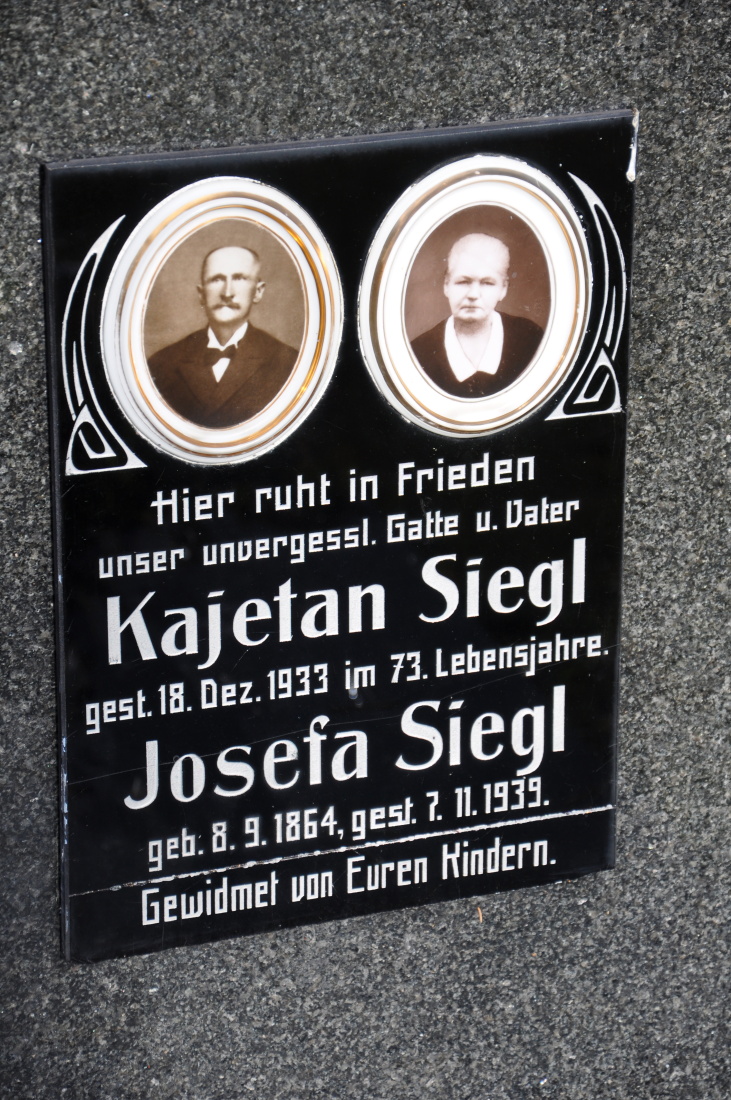 Hier ruht in Frieden
unser unvergessl. Gatte u. Vater
Kajetan Siegl
gest. 18. Dez. 1933 im 73. Lebensjahre.
Josefa Siegl
geb. 8. 9. 1864, gest. 7. 11. 1939.
Gewidmet von Euren Kindern.